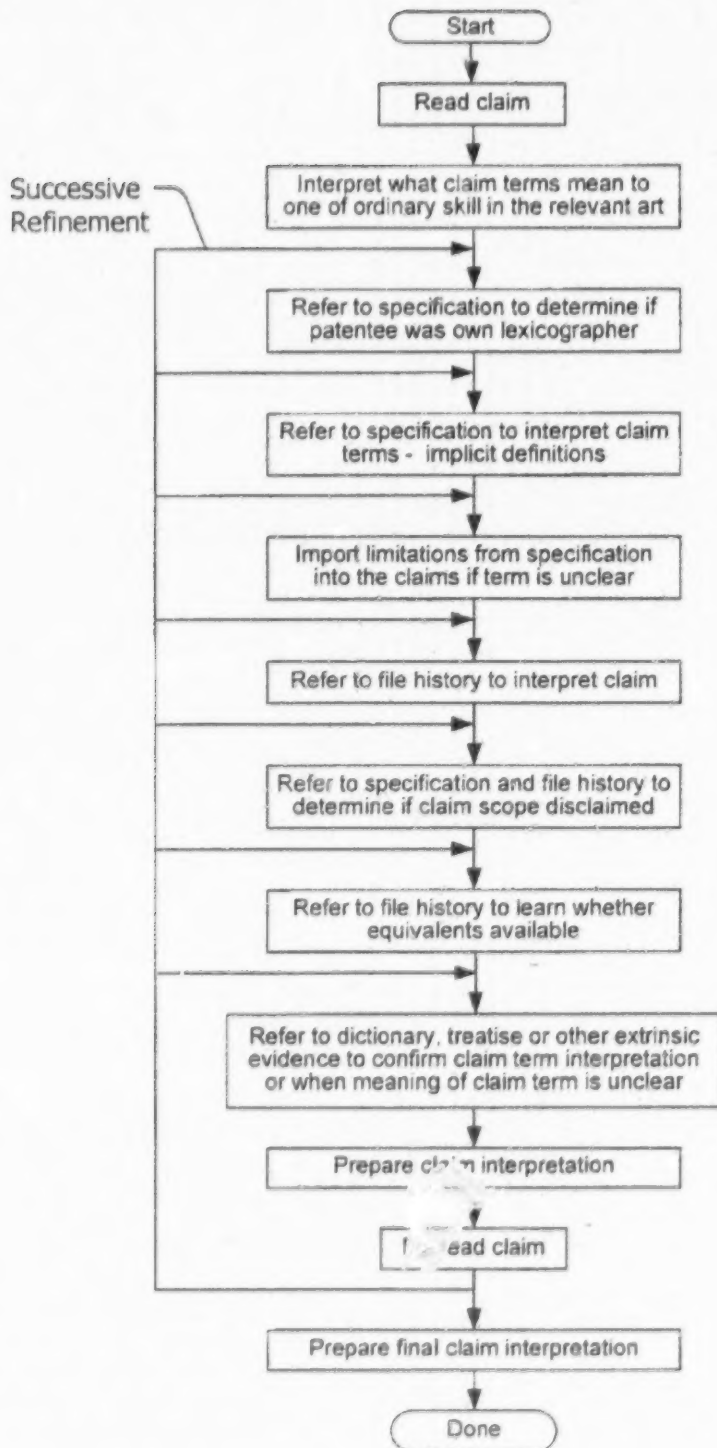 Start
Read claim
Successive
Refinement
Interpret what claim terms mean to
one of ordinary skill in the relevant art
Refer to specification to determine if
patentee was own lexicographer
Refer to specification to interpret claim
terms - implicit definitions
Import limitations from specification
into the claims if term is unclear
Refer to file history to interpret claim
Refer to specification and file history to
determine if claim scope disclaimed
Refer to file history to learn whether
equivalents available
Refer to dictionary, treatise or other extrinsic
evidence to confirm claim term interpretation
or when meaning of claim term is unclear
Prepare claim interpretation
claim
Prepare final claim interpretation
Done